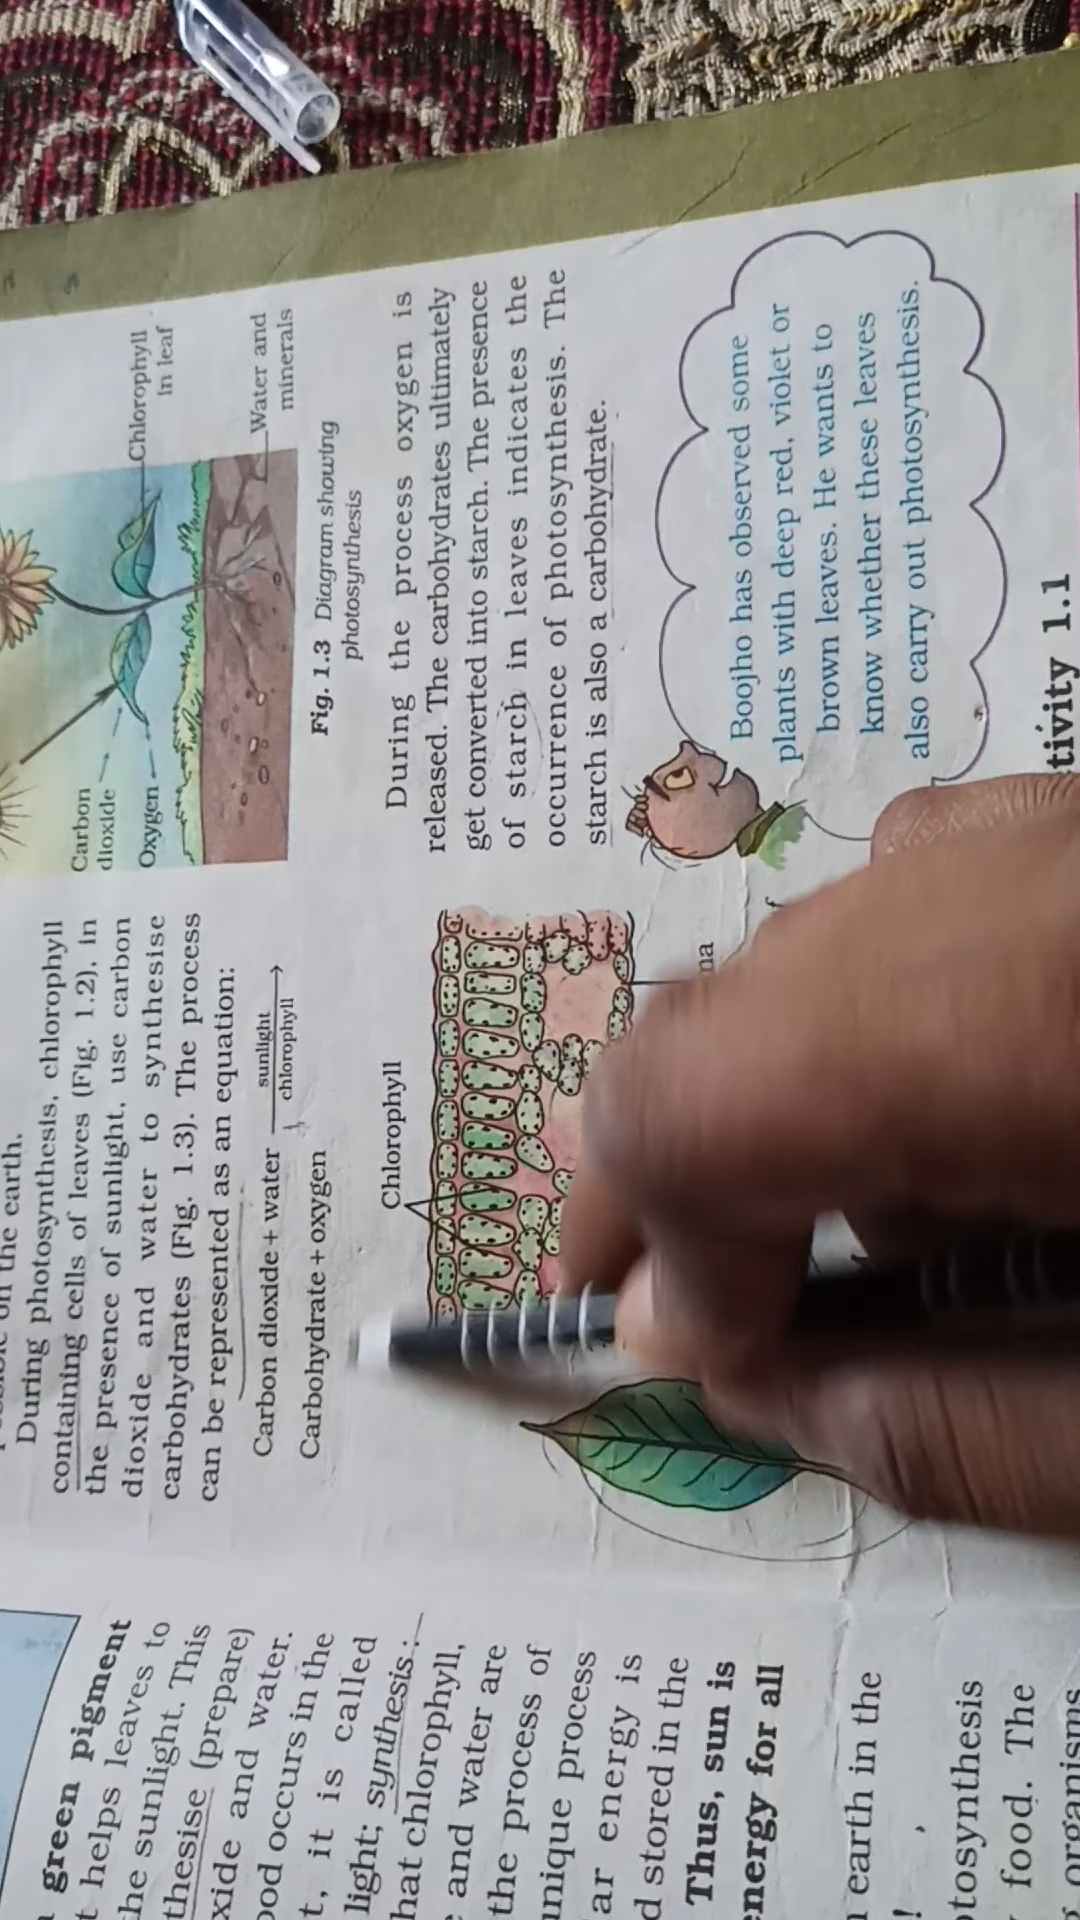 green pigment
helps leaves to
the sunlight. This
thesise (prepare)
xide and water.
ood occurs in the
t, it is called
light; synthesis :
hat chlorophyll,
and water are
the process of
unique process
ar energy is
d stored in the
Thus, sun is
energy for all
earth in the
!
tosynthesis
food. The
organisms
on the earth.
During photosynthesis, chlorophyll
containing cells of leaves (Fig. 1.2), in
the presence of sunlight, use carbon
dioxide and water to synthesise
carbohydrates (Fig. 1.3). The process
can be represented as an equation:
Carbon dioxide + water sunlight
chlorophyll
Carbohydrate + oxygen
Chlorophyll
na
Carbon
dioxide
Oxygen
Chlorophyll
in leaf
Water and
minerals
Fig. 1.3 Diagram showing
photosynthesis
During the process oxygen is
released. The carbohydrates ultimately
get converted into starch. The presence
of starch in leaves indicates the
occurrence of photosynthesis. The
starch is also a carbohydrate.
Boojho has observed some
plants with deep red, violet or
brown leaves. He wants to
know whether these leaves
also carry out photosynthesis.
tivity 1.1